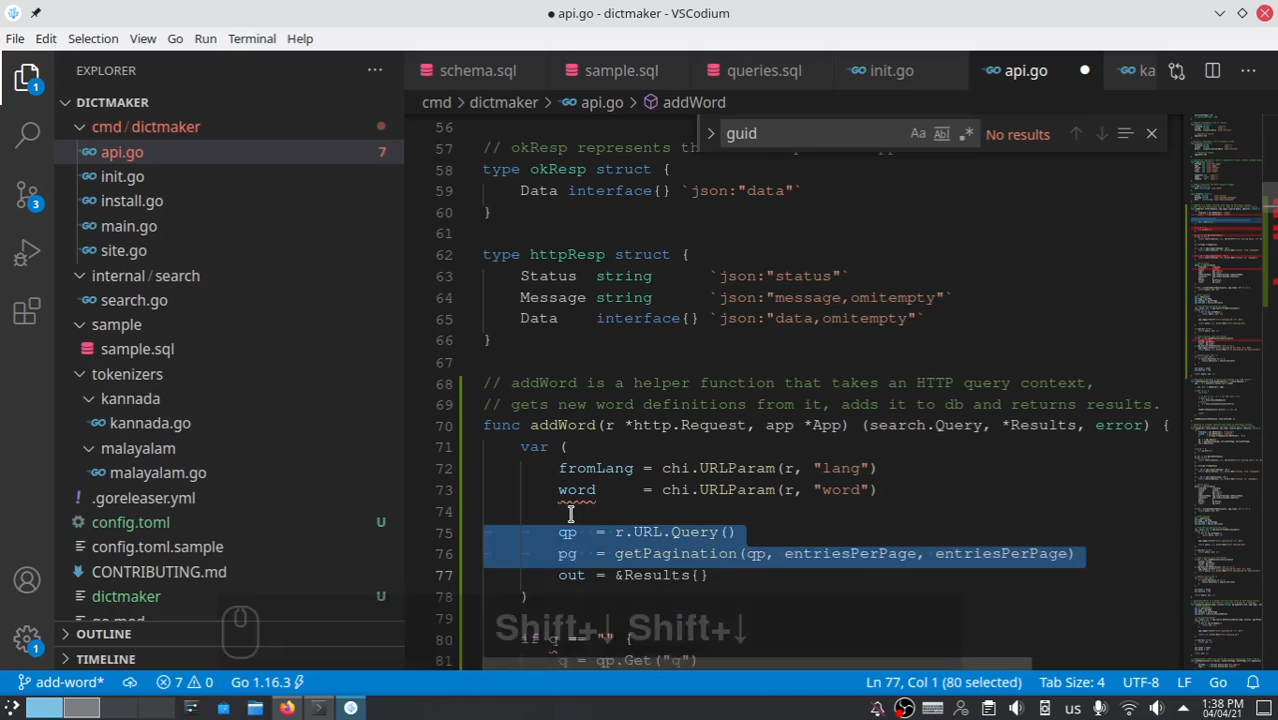 api.go - dictmaker - VSCodium
File Edit Selection View Go Run Terminal Help
EXPLORER
schema.sql sample.sql queries.sql init.go api.go ka
cmd > dictmaker > api.go > addWord
guid Aa Ab No results
DICTMAKER
cmd / dictmaker
api.go 7
init.go
install.go
main.go
site.go
internal / search
search.go
sample
sample.sql
tokenizers
kannada
kannada.go
malayalam
malayalam.go
.goreleaser.yml
config.toml U
config.toml.sample
CONTRIBUTING.md
dictmaker U
OUTLINE
TIMELINE
1
3
1
56
57 // okResp represents th
58 type okResp struct {
59 Data interface{} `json:"data"`
60 }
61
62 type httpResp struct {
63 Status string `json:"status"`
64 Message string `json:"message,omitempty"`
65 Data interface{} `json:"data,omitempty"`
66 }
67
68 // addWord is a helper function that takes an HTTP query context,
69 // gets new word definitions for it, adds it to db and returns results.
70 func addWord(r *http.Request, app *App) (search.Query, *Results, error) {
71 var (
72 fromLang = chi.URLParam(r, "lang")
73 word = chi.URLParam(r, "word")
74
75 qp = r.URL.Query()
76 pg = getPagination(qp, entriesPerPage, entriesPerPage)
77 out = &Results{}
78 )
79
80 if q == "" {
81 q = qp.Get("q")
Shift+↓
add-word* 7 0 Go 1.16.3 Ln 77, Col 1 (80 selected) Tab Size: 4 UTF-8 LF Go
us 1:38 PM
04/04/21